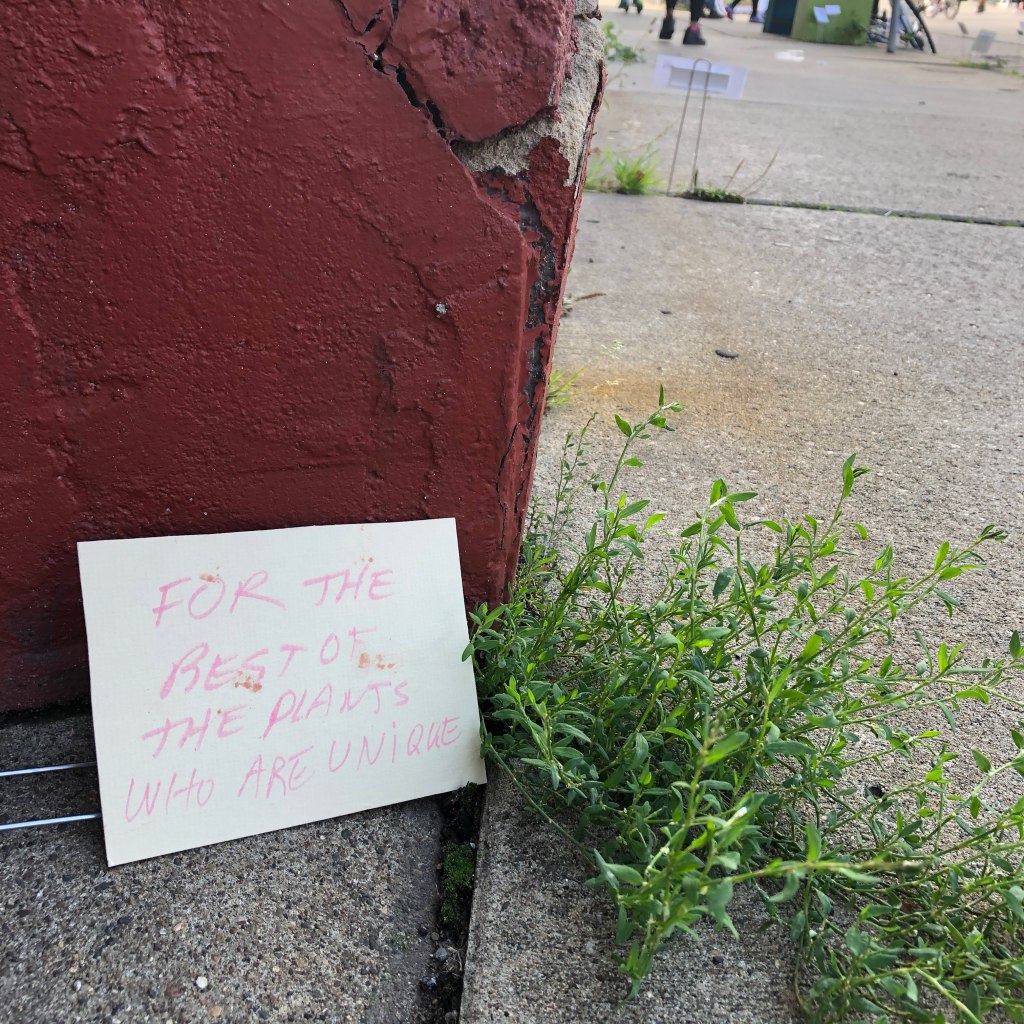 FOR THE
BEST OF
THE PLANTS
WHO ARE UNiQUE